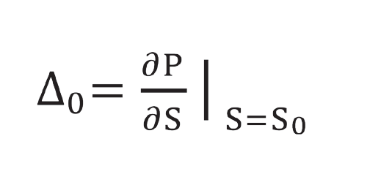 Δ₀ = ∂P/∂S |S=S₀